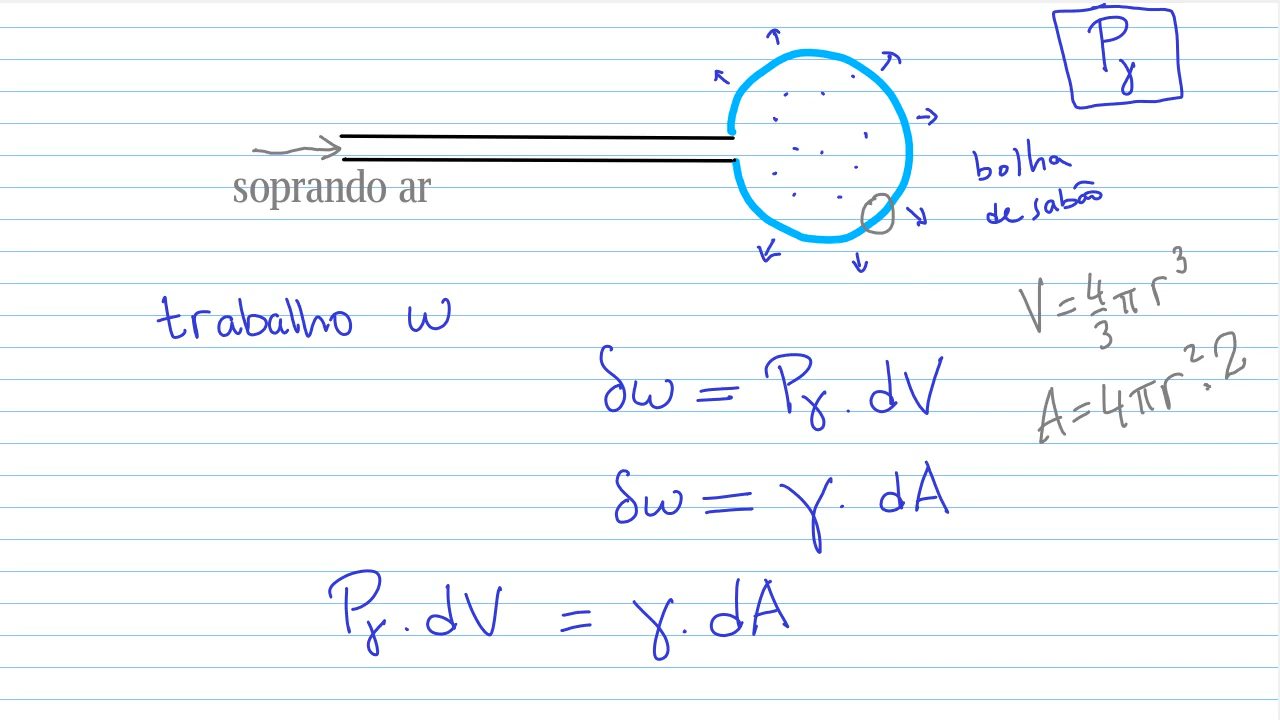 Pγ
soprando ar
bolha
de sabão
trabalho w
V = 4/3 πr³
A = 4πr².2
δw = Pγ . dV
δw = γ . dA
Pγ . dV = γ . dA